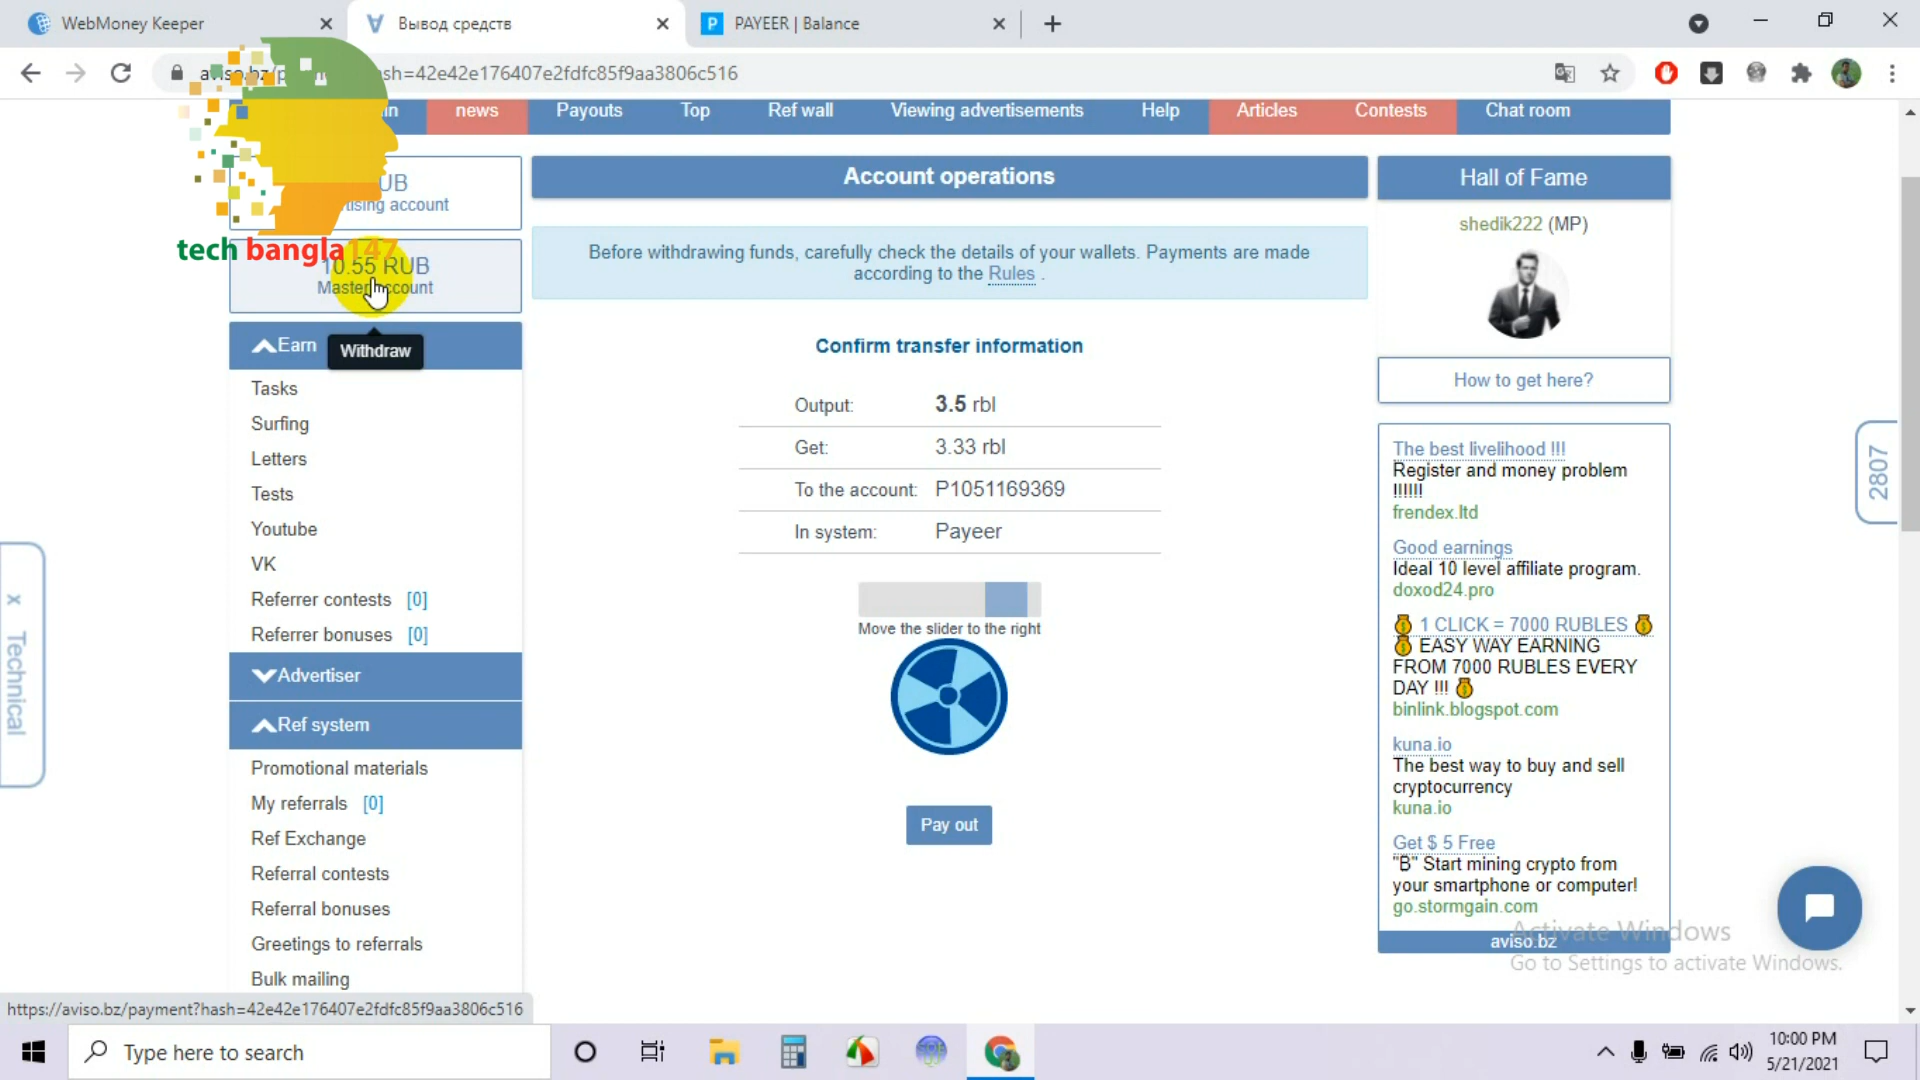 WebMoney Keeper
Вывод средств
PAYEER | Balance
sh=42e42e176407e2fdfc85f9aa3806c516
news
Payouts
Top
Ref wall
Viewing advertisements
Help
Articles
Contests
Chat room
tech bangla147
10.55 RUB
Withdraw
Earn
Tasks
Surfing
Letters
Tests
Youtube
VK
Referrer contests [0]
Referrer bonuses [0]
Advertiser
Ref system
Promotional materials
My referrals [0]
Ref Exchange
Referral contests
Referral bonuses
Greetings to referrals
Bulk mailing
Account operations
Before withdrawing funds, carefully check the details of your wallets. Payments are made
according to the Rules .
Confirm transfer information
Output: 3.5 rbl
Get: 3.33 rbl
To the account: P1051169369
In system: Payeer
Move the slider to the right
Pay out
Hall of Fame
shedik222 (MP)
How to get here?
The best livelihood !!!
Register and money problem
!!!!!!
frendex.ltd
Good earnings
Ideal 10 level affiliate program.
doxod24.pro
1 CLICK = 7000 RUBLES
EASY WAY EARNING
FROM 7000 RUBLES EVERY
DAY !!!
binlink.blogspot.com
kuna.io
The best way to buy and sell
cryptocurrency
kuna.io
Get $ 5 Free
"B" Start mining crypto from
your smartphone or computer!
go.stormgain.com
aviso.bz
2807
x Technical
Activate Windows
Go to Settings to activate Windows.
https://aviso.bz/payment?hash=42e42e176407e2fdfc85f9aa3806c516
Type here to search
10:00 PM
5/21/2021